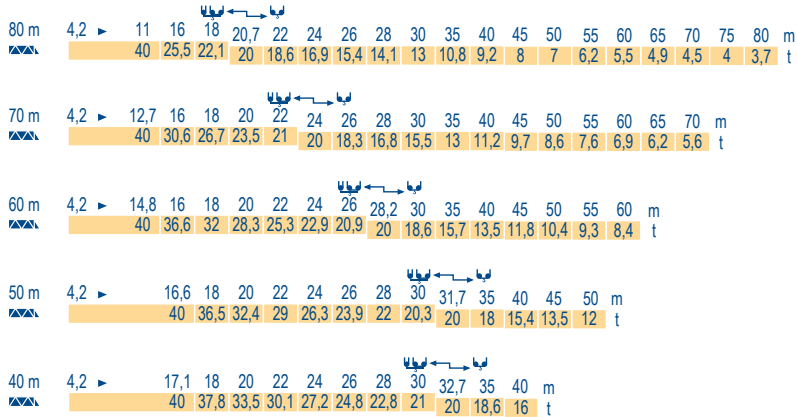 80 m 4,2 ► 11 16 18 20,7 22 24 26 28 30 35 40 45 50 55 60 65 70 75 80 m
40 25,5 22,1 20 18,6 16,9 15,4 14,1 13 10,8 9,2 8 7 6,2 5,5 4,9 4,5 4 3,7 t
70 m 4,2 ► 12,7 16 18 20 22 24 26 28 30 35 40 45 50 55 60 65 70 m
40 30,6 26,7 23,5 21 20 18,3 16,8 15,5 13 11,2 9,7 8,6 7,6 6,9 6,2 5,6 t
60 m 4,2 ► 14,8 16 18 20 22 24 26 28,2 30 35 40 45 50 55 60 m
40 36,6 32 28,3 25,3 22,9 20,9 20 18,6 15,7 13,5 11,8 10,4 9,3 8,4 t
50 m 4,2 ► 16,6 18 20 22 24 26 28 30 31,7 35 40 45 50 m
40 36,5 32,4 29 26,3 23,9 22 20,3 20 18 15,4 13,5 12 t
40 m 4,2 ► 17,1 18 20 22 24 26 28 30 32,7 35 40 m
40 37,8 33,5 30,1 27,2 24,8 22,8 21 20 18,6 16 t